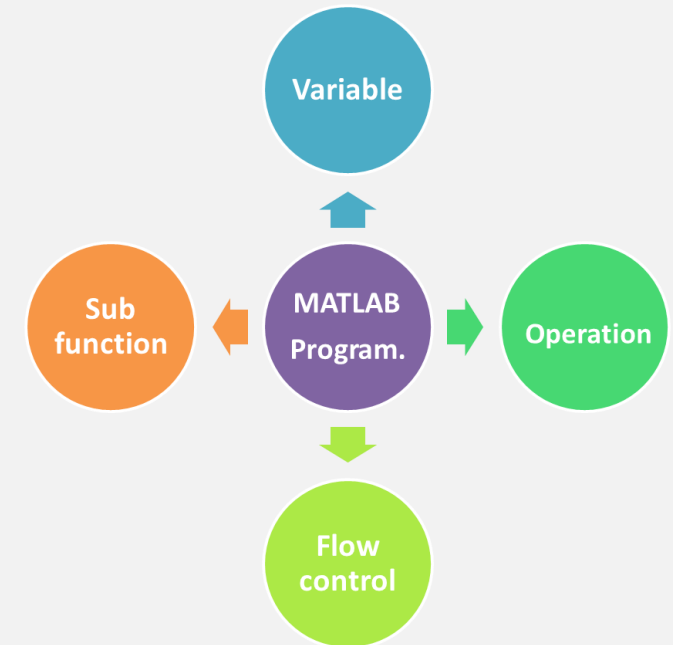 Variable
Sub
function
MATLAB
Program.
Operation
Flow
control